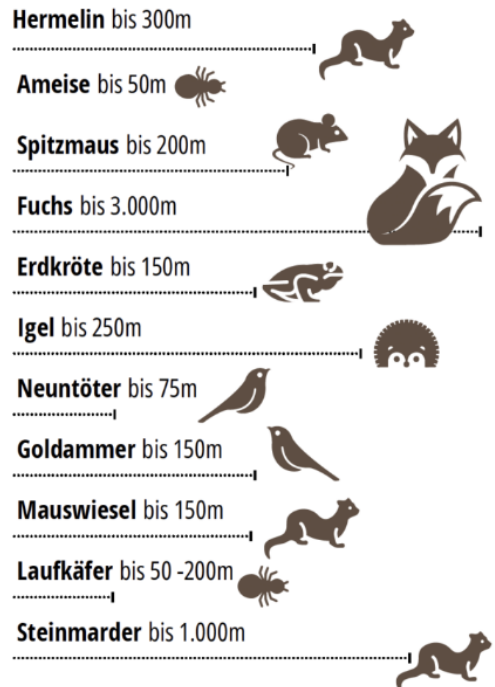 Hermelin bis 300m
Ameise bis 50m
Spitzmaus bis 200m
Fuchs bis 3.000m
Erdkröte bis 150m
Igel bis 250m
Neuntöter bis 75m
Goldammer bis 150m
Mauswiesel bis 150m
Laufkäfer bis 50 -200m
Steinmarder bis 1.000m